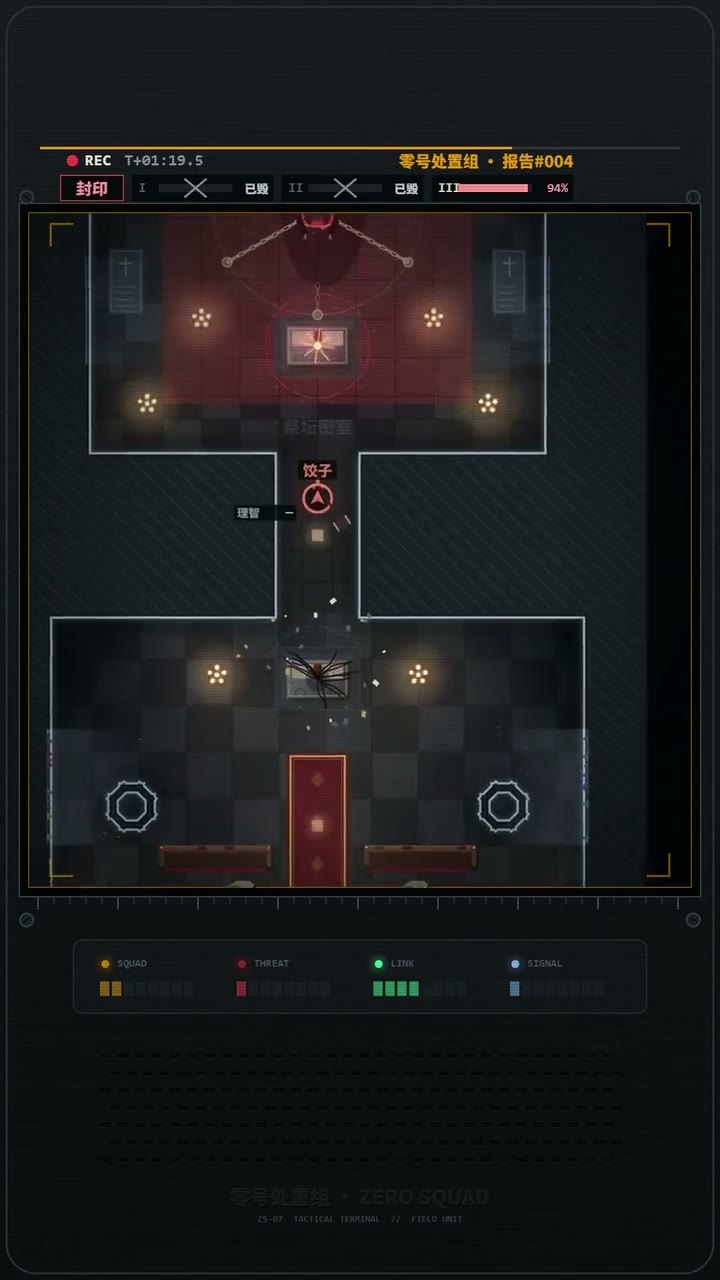 REC T+01:19.5 零号处置组 · 报告#004
封印 I 已毁 II 已毁 III 94%
祭坛密室
饺子
理智
SQUAD THREAT LINK SIGNAL
零号处置组 · ZERO SQUAD
ZS-07 TACTICAL TERMINAL // FIELD UNIT